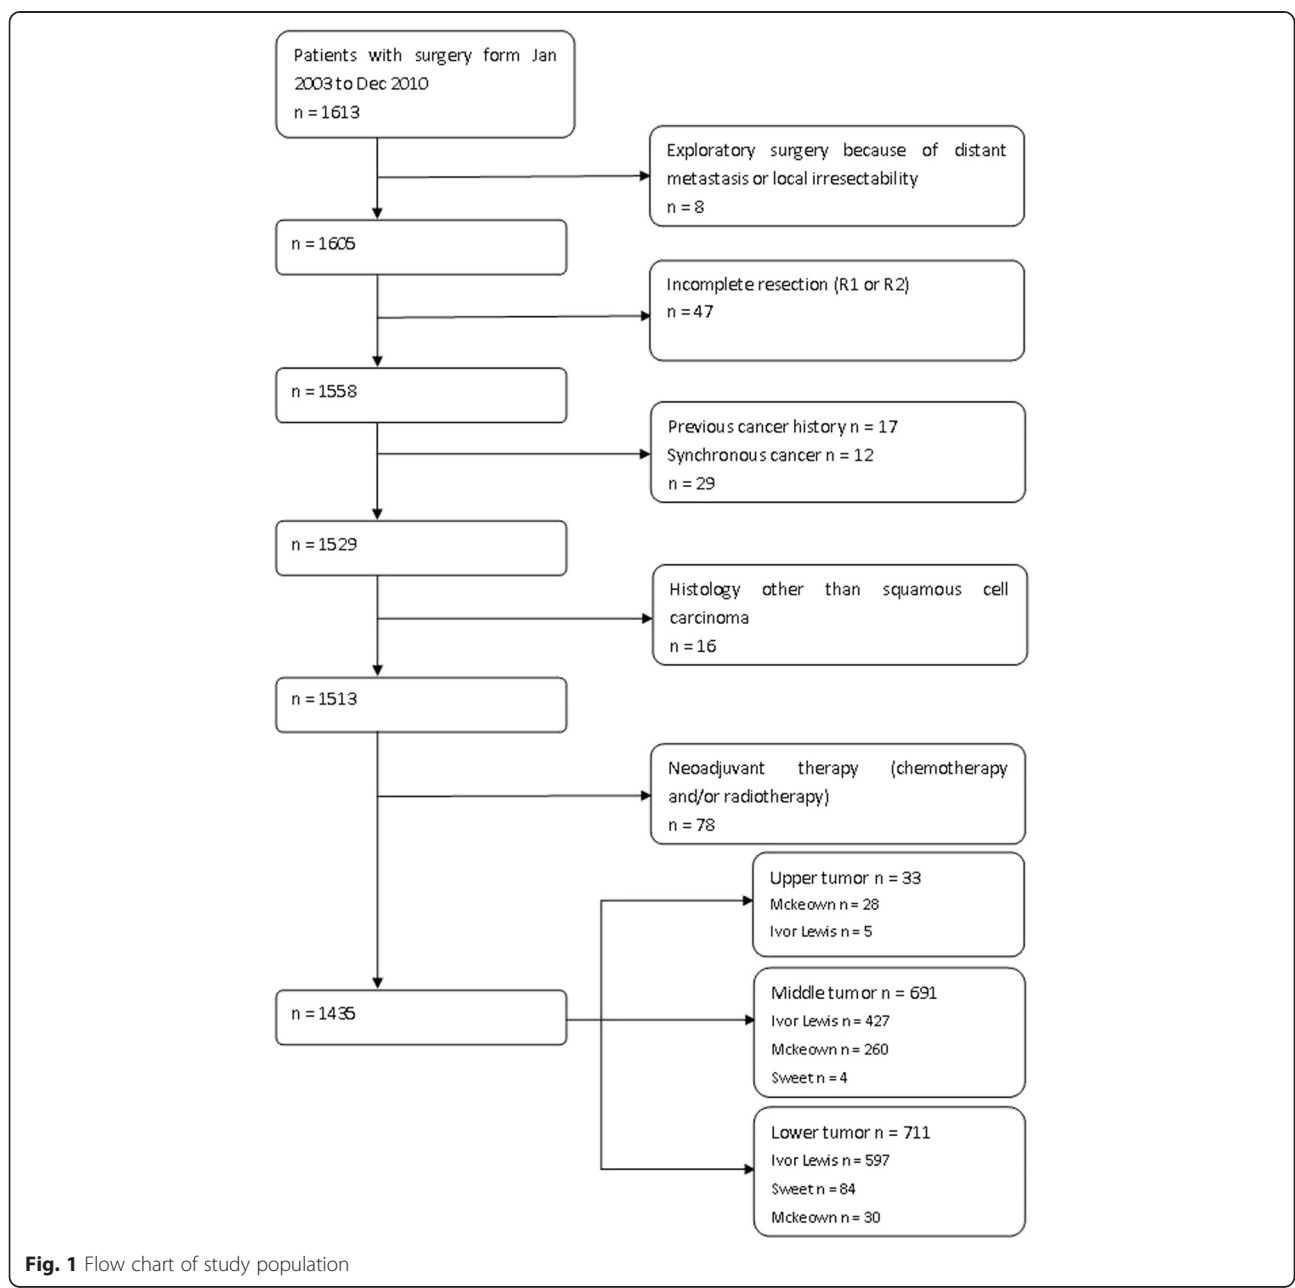 Patients with surgery form Jan
2003 to Dec 2010
n = 1613
Exploratory surgery because of distant
metastasis or local irresectability
n = 8
n = 1605
Incomplete resection (R1 or R2)
n = 47
n = 1558
Previous cancer history n = 17
Synchronous cancer n = 12
n = 29
n = 1529
Histology other than squamous cell
carcinoma
n = 16
n = 1513
Neoadjuvant therapy (chemotherapy
and/or radiotherapy)
n = 78
n = 1435
Upper tumor n = 33
Mckeown n = 28
Ivor Lewis n = 5
Middle tumor n = 691
Ivor Lewis n = 427
Mckeown n = 260
Sweet n = 4
Lower tumor n = 711
Ivor Lewis n = 597
Sweet n = 84
Mckeown n = 30
Fig. 1 Flow chart of study population